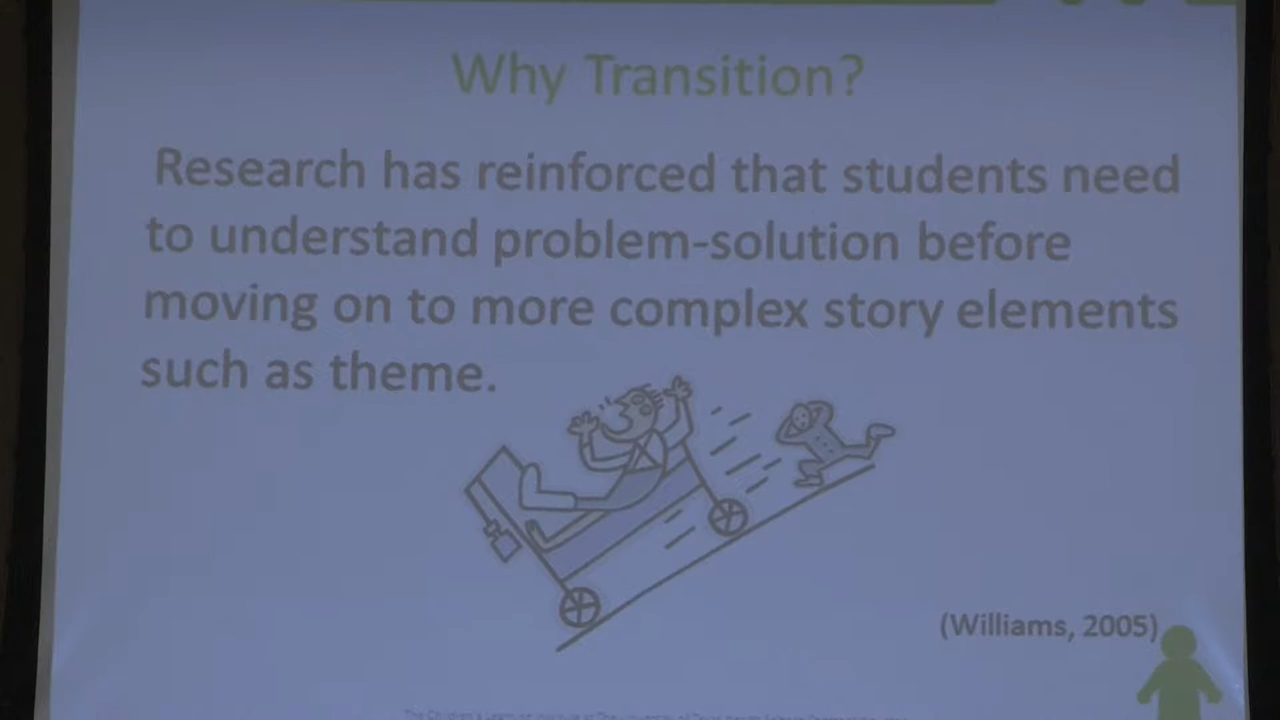 Why Transition?
Research has reinforced that students need
to understand problem-solution before
moving on to more complex story elements
such as theme.
(Williams, 2005)